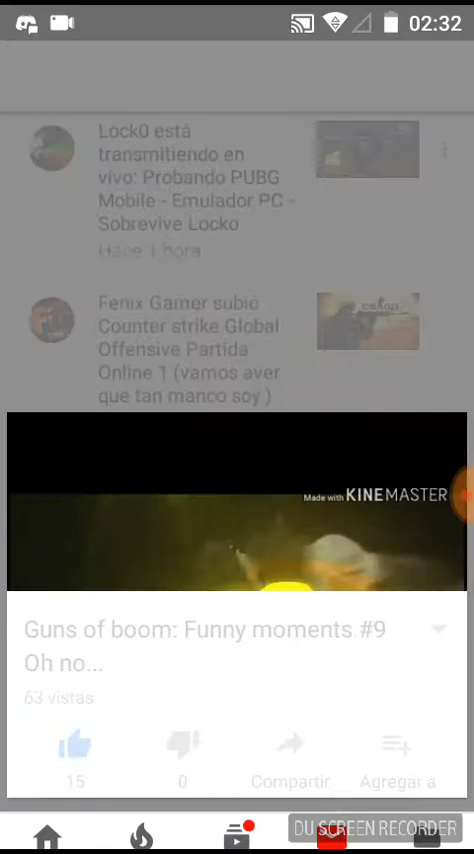 02:32
Lock0 está
transmitiendo en
vivo: Probando PUBG
Mobile - Emulador PC -
Sobrevive Locko
Hace 1 hora
Fenix Gamer subió
Counter strike Global
Offensive Partida
Online 1 (vamos aver
que tan manco soy )
CS:GO
Made with KINEMASTER
Guns of boom: Funny moments #9
Oh no...
63 vistas
15
0
Compartir
Agregar a
DU SCREEN RECORDER